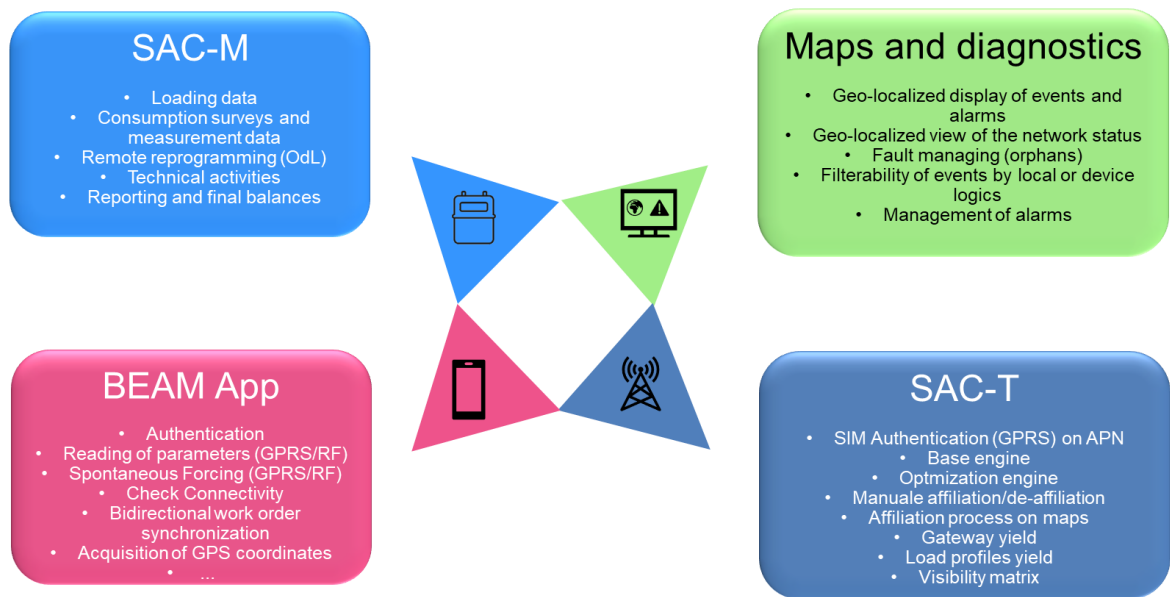 SAC-M
• Loading data
• Consumption surveys and
measurement data
• Remote reprogramming (OdL)
• Technical activities
• Reporting and final balances
Maps and diagnostics
• Geo-localized display of events and
alarms
• Geo-localized view of the network status
• Fault managing (orphans)
• Filterability of events by local or device
logics
• Management of alarms
BEAM App
• Authentication
• Reading of parameters (GPRS/RF)
• Spontaneous Forcing (GPRS/RF)
• Check Connectivity
• Bidirectional work order
synchronization
• Acquisition of GPS coordinates
• ...
SAC-T
• SIM Authentication (GPRS) on APN
• Base engine
• Optmization engine
• Manuale affiliation/de-affiliation
• Affiliation process on maps
• Gateway yield
• Load profiles yield
• Visibility matrix